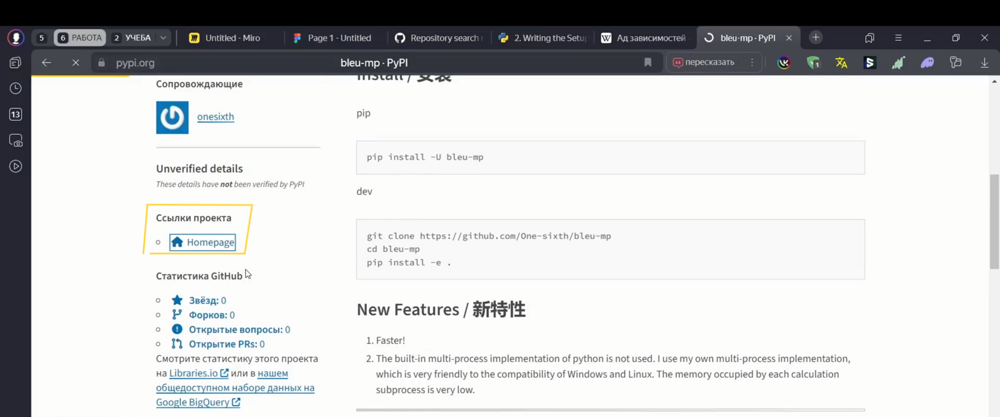 5
6 РАБОТА
2 УЧЕБА
Untitled - Miro
Page 1 - Untitled
Repository search r
2. Writing the Setup
Ад зависимостей
bleu-mp · PyPI
pypi.org
bleu-mp · PyPI
пересказать
1
13
Сопровождающие
onesixth
Unverified details
These details have not been verified by PyPI
Ссылки проекта
Homepage
Статистика GitHub
Звёзд: 0
Форков: 0
Открытые вопросы: 0
Открытие PRs: 0
Смотрите статистику этого проекта
на Libraries.io или в нашем
общедоступном наборе данных на
Google BigQuery
Install / 安装
pip
pip install -U bleu-mp
dev
git clone https://github.com/One-sixth/bleu-mp
cd bleu-mp
pip install -e .
New Features / 新特性
1. Faster!
2. The built-in multi-process implementation of python is not used. I use my own multi-process implementation,
which is very friendly to the compatibility of Windows and Linux. The memory occupied by each calculation
subprocess is very low.